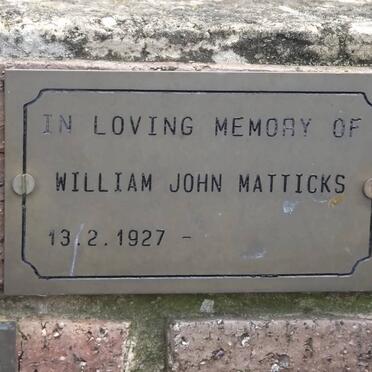 IN LOVING MEMORY OF
WILLIAM JOHN MATTICKS
13.2.1927 -